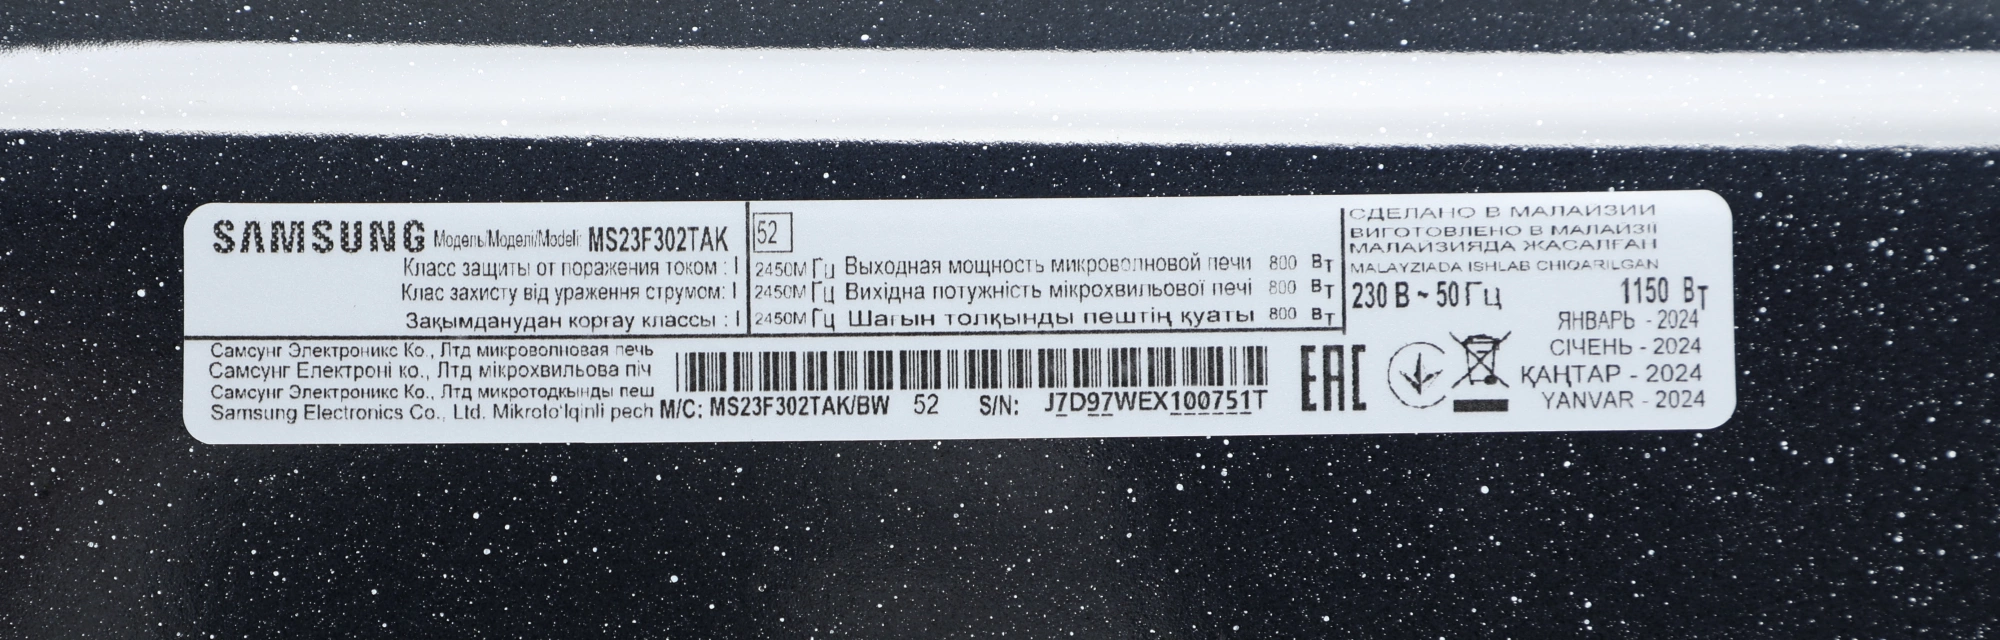 SAMSUNG Модель/Моделі/Modeli: MS23F302TAK
Класс защиты от поражения током : I
Клас захисту від ураження струмом: I
Зақымданудан қорғау классы : I
52
2450М Гц Выходная мощность микроволновой печи 800 Вт
2450М Гц Вихідна потужність мікрохвильової печі 800 Вт
2450М Гц Шағын толқынды пештің қуаты 800 Вт
СДЕЛАНО В МАЛАЙЗИИ
ВИГОТОВЛЕНО В МАЛАЙЗІЇ
МАЛАЙЗИЯДА ЖАСАЛҒАН
MALAYZIADA ISHLAB CHIQARILGAN
230 В ~ 50 Гц 1150 Вт
ЯНВАРЬ - 2024
СІЧЕНЬ - 2024
ҚАҢТАР - 2024
YANVAR - 2024
Самсунг Электроникс Ко., Лтд микроволновая печь
Самсунг Електроні ко., Лтд мікрохвильова піч
Самсунг Электроникс Ко., Лтд микротодкынды пеш
Samsung Electronics Co., Ltd. Mikroto'lqinli pech
M/C: MS23F302TAK/BW 52 S/N: J7D97WEX100751T
EAC